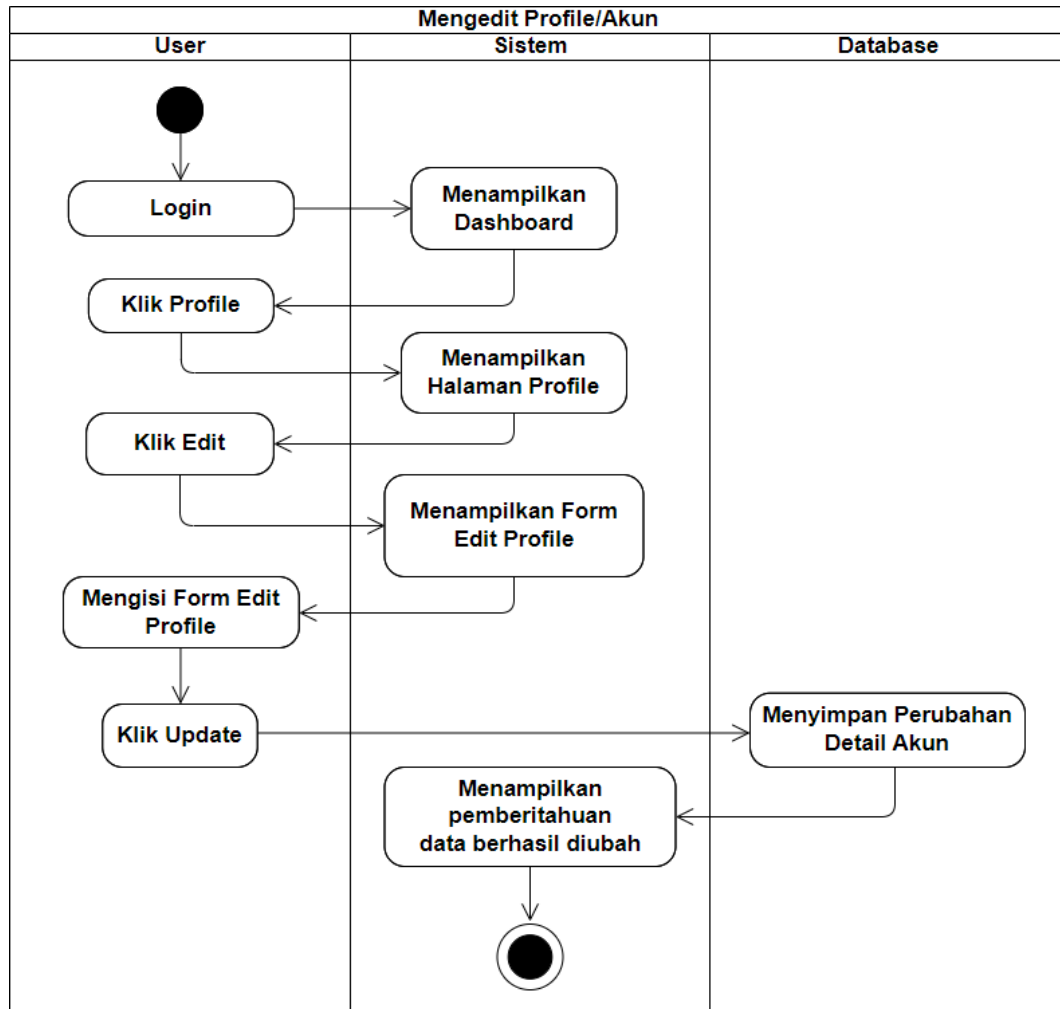 Mengedit Profile/Akun
User
Sistem
Database
Login
Menampilkan
Dashboard
Klik Profile
Menampilkan
Halaman Profile
Klik Edit
Menampilkan Form
Edit Profile
Mengisi Form Edit
Profile
Klik Update
Menyimpan Perubahan
Detail Akun
Menampilkan
pemberitahuan
data berhasil diubah